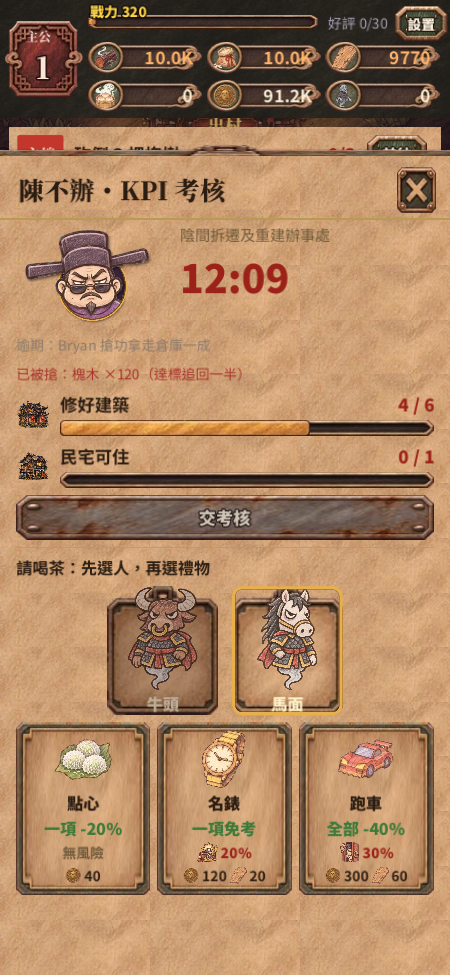 戰力.320
好評 0/30
設置
主公
1
10.0K
10.0K
9770
0
91.2K
0
陳不辦・KPI 考核
陰間拆遷及重建辦事處
12:09
逾期：Bryan 搶功拿走倉庫一成
已被搶：槐木 ×120（達標追回一半）
修好建築
4 / 6
民宅可住
0 / 1
交考核
請喝茶：先選人，再選禮物
牛頭
馬面
點心
一項 -20%
無風險
40
名錶
一項免考
20%
120
20
跑車
全部 -40%
30%
300
60